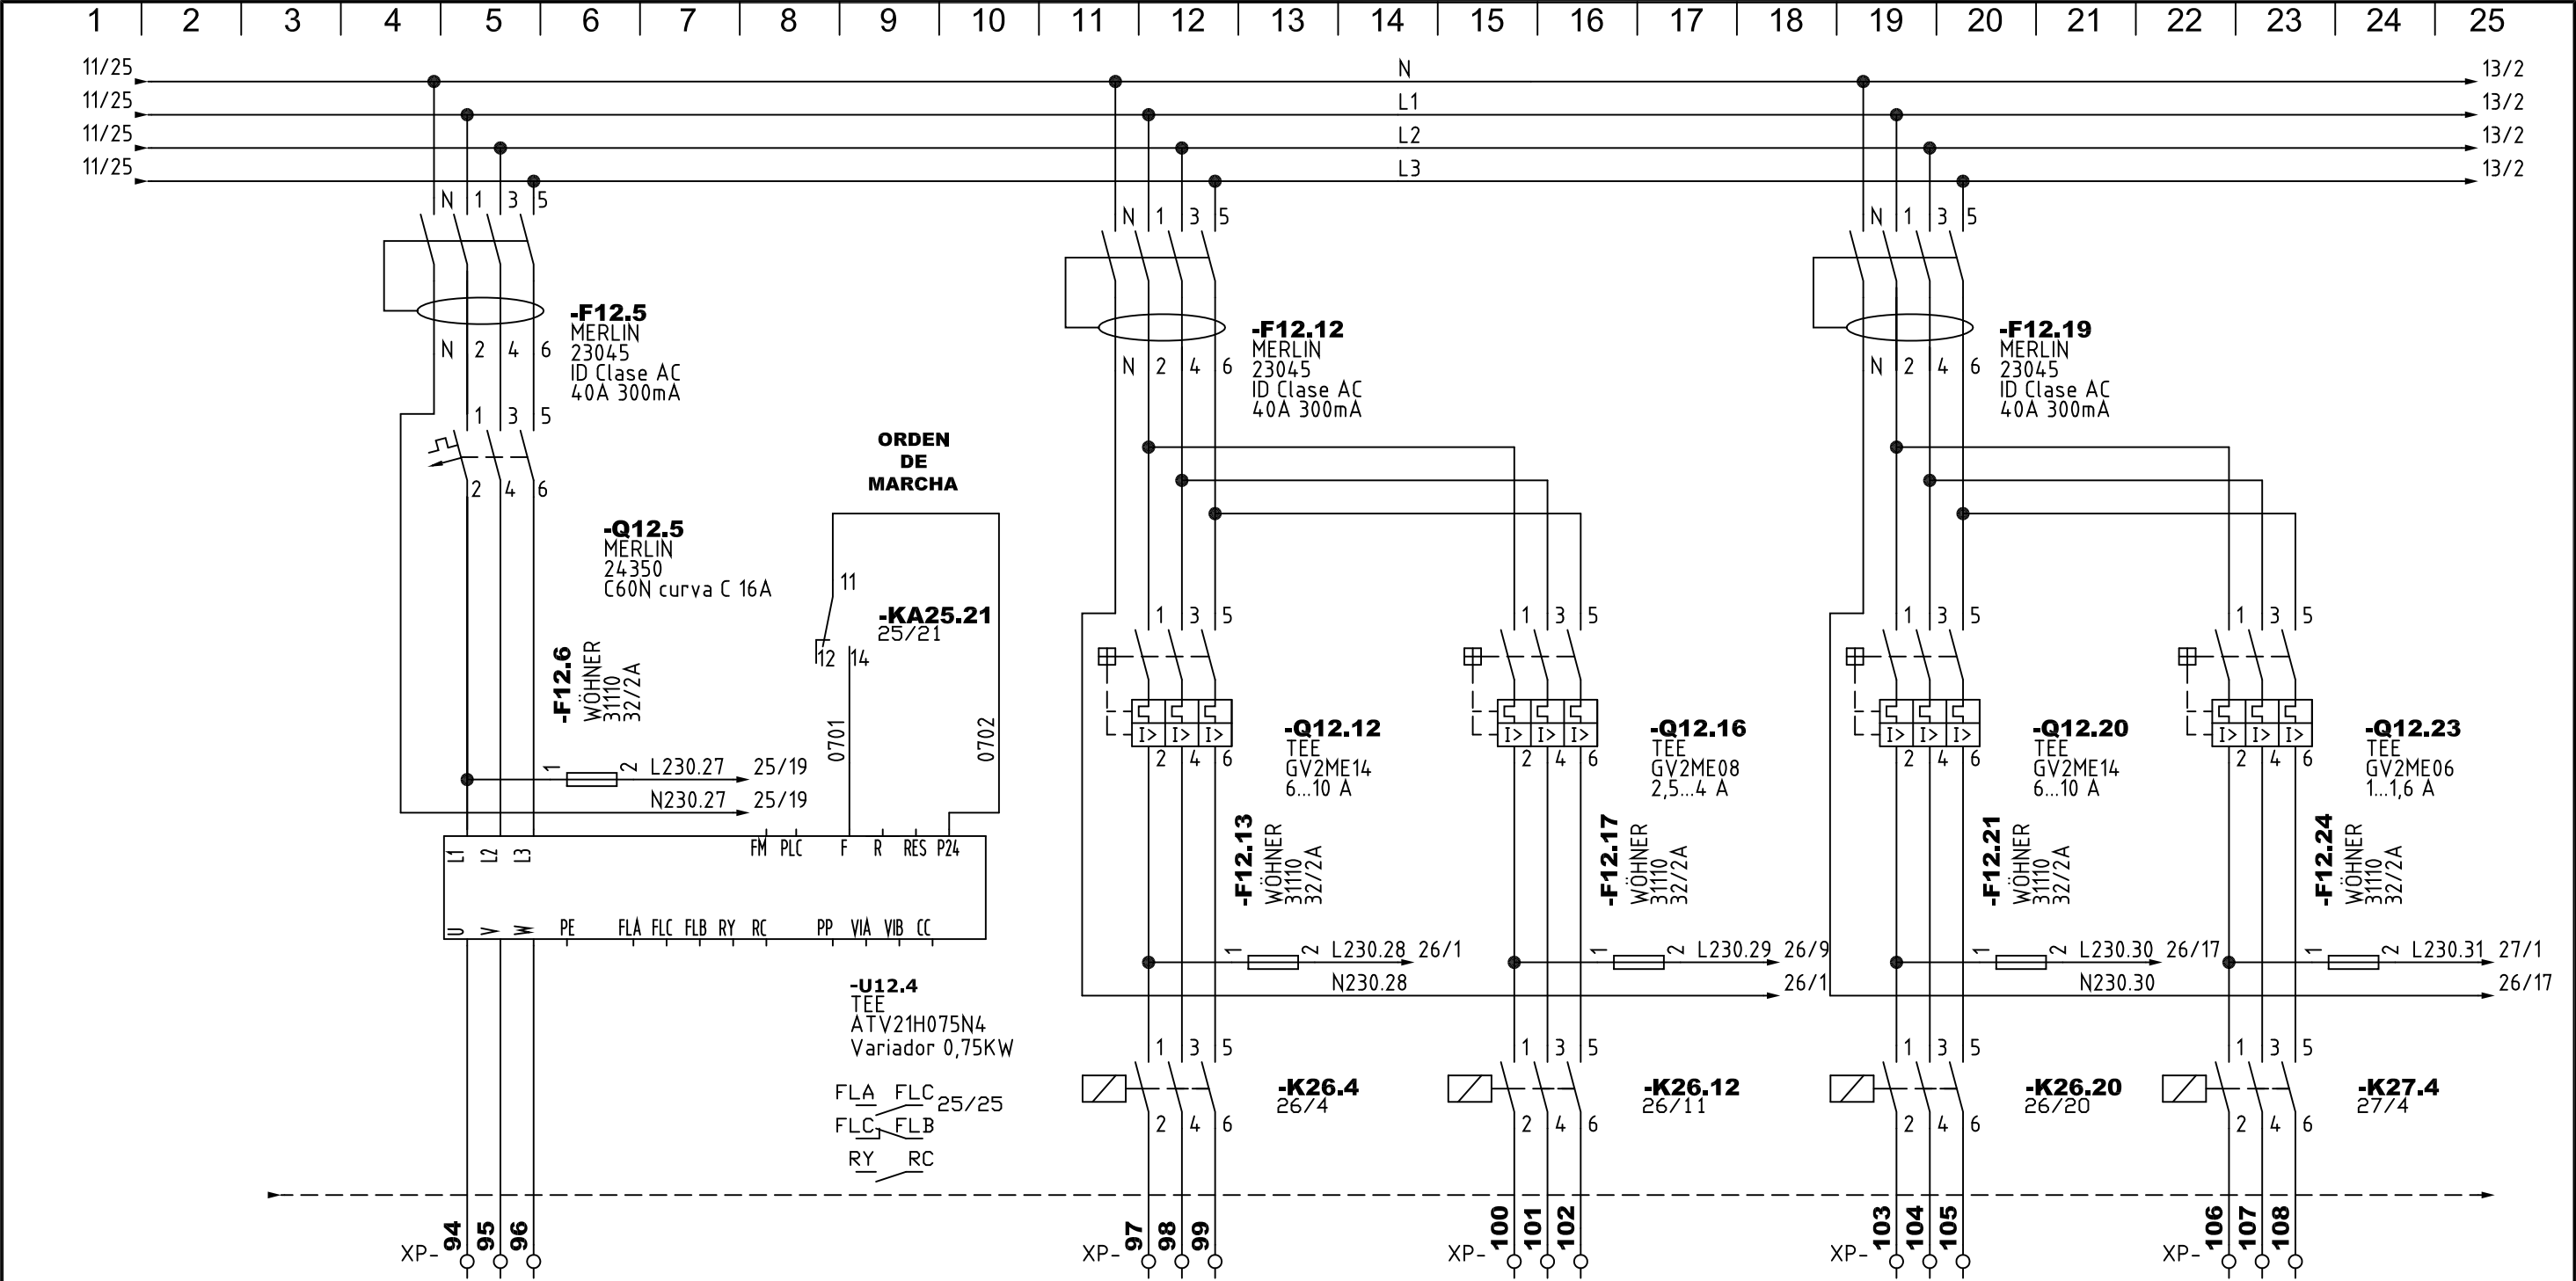 1 2 3 4 5 6 7 8 9 10 11 12 13 14 15 16 17 18 19 20 21 22 23 24 25
11/25 N 13/2
11/25 L1 13/2
11/25 L2 13/2
11/25 L3 13/2
N 1 3 5
N 1 3 5
N 1 3 5
-F12.5
MERLIN
23045
ID Clase AC
40A 300mA
N 2 4 6
-F12.12
MERLIN
23045
ID Clase AC
40A 300mA
N 2 4 6
-F12.19
MERLIN
23045
ID Clase AC
40A 300mA
N 2 4 6
1 3 5
2 4 6
-Q12.5
MERLIN
24350
C60N curva C 16A
ORDEN
DE
MARCHA
11
-KA25.21
25/21
12 14
0701
0702
-F12.6
WÖHNER
31110
32/2A
1 2 L230.27 25/19
N230.27 25/19
L1 L2 L3 FM PLC F R RES P24
U V W PE FLA FLC FLB RY RC PP VIA VIB CC
-U12.4
TEE
ATV21H075N4
Variador 0,75KW
FLA FLC 25/25
FLC FLB
RY RC
1 3 5
1 3 5
1 3 5
1 3 5
I> I> I>
I> I> I>
I> I> I>
I> I> I>
2 4 6
2 4 6
2 4 6
2 4 6
-Q12.12
TEE
GV2ME14
6...10 A
-Q12.16
TEE
GV2ME08
2,5...4 A
-Q12.20
TEE
GV2ME14
6...10 A
-Q12.23
TEE
GV2ME06
1...1,6 A
-F12.13
WÖHNER
31110
32/2A
-F12.17
WÖHNER
31110
32/2A
-F12.21
WÖHNER
31110
32/2A
-F12.24
WÖHNER
31110
32/2A
1 2 L230.28 26/1
1 2 L230.29 26/9
1 2 L230.30 26/17
1 2 L230.31 27/1
N230.28 26/1
N230.30 26/17
1 3 5
1 3 5
1 3 5
1 3 5
-K26.4
26/4
-K26.12
26/11
-K26.20
26/20
-K27.4
27/4
2 4 6
2 4 6
2 4 6
2 4 6
XP- 94 95 96
XP- 97 98 99
100 101 102
XP- 103 104 105
XP- 106 107 108